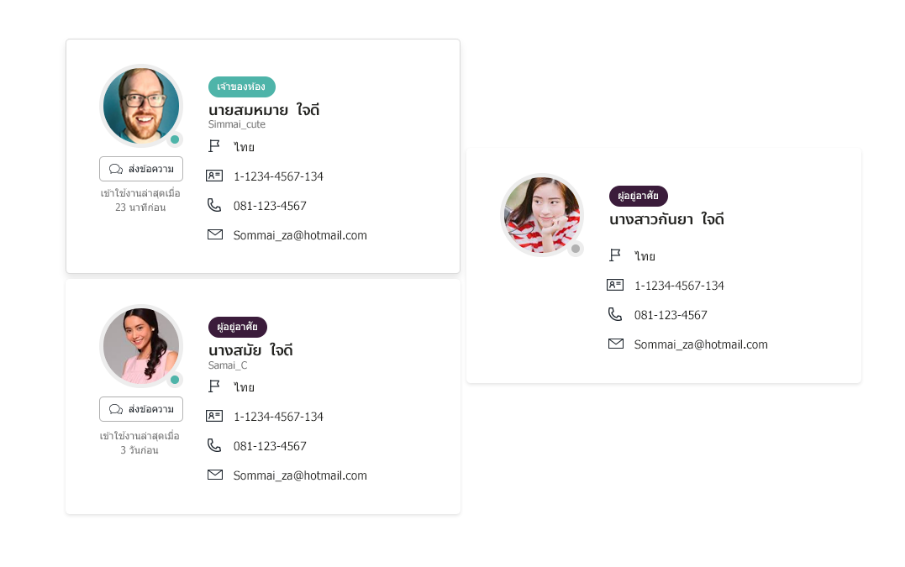 เจ้าของห้อง
นายสมหมาย ใจดี
Simmai_cute
ไทย
ส่งข้อความ
1-1234-4567-134
เข้าใช้งานล่าสุดเมื่อ
23 นาทีก่อน
081-123-4567
Sommai_za@hotmail.com
ผู้อยู่อาศัย
นางสมัย ใจดี
Samai_C
ไทย
ส่งข้อความ
1-1234-4567-134
เข้าใช้งานล่าสุดเมื่อ
3 วันก่อน
081-123-4567
Sommai_za@hotmail.com
ผู้อยู่อาศัย
นางสาวกันยา ใจดี
ไทย
1-1234-4567-134
081-123-4567
Sommai_za@hotmail.com